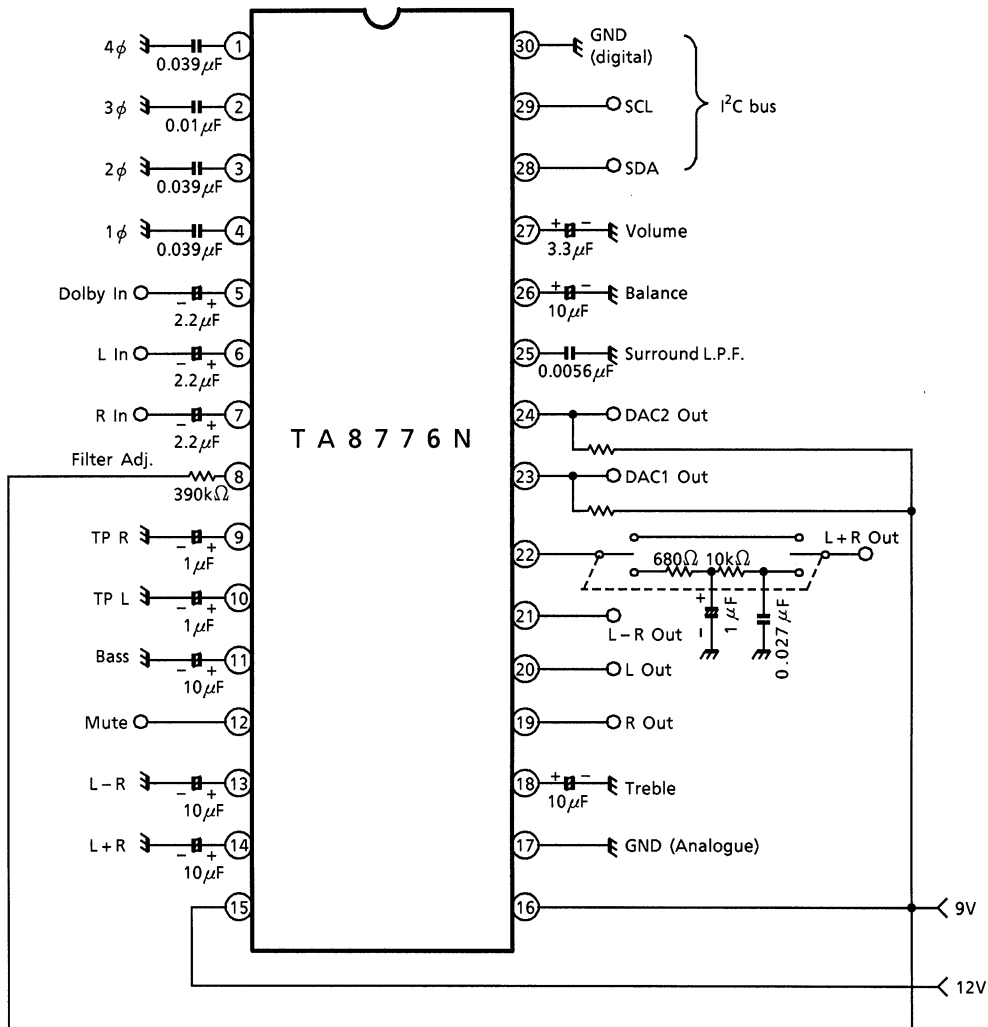 4φ
0.039μF
1
3φ
0.01μF
2
2φ
0.039μF
3
1φ
0.039μF
4
Dolby In
− +
2.2μF
5
L In
− +
2.2μF
6
R In
− +
2.2μF
7
Filter Adj.
390kΩ
8
TP R
− +
1μF
9
TP L
− +
1μF
10
Bass
− +
10μF
11
Mute
12
L−R
− +
10μF
13
L+R
− +
10μF
14
15
TA8776N
30
GND
(digital)
29
SCL
I²C bus
28
SDA
27
+ −
3.3μF
Volume
26
+ −
10μF
Balance
25
0.0056μF
Surround L.P.F.
24
DAC2 Out
23
DAC1 Out
22
L+R Out
680Ω 10kΩ
+
−
1μF
0.027μF
21
L−R Out
20
L Out
19
R Out
18
+ −
10μF
Treble
17
GND (Analogue)
16
9V
12V